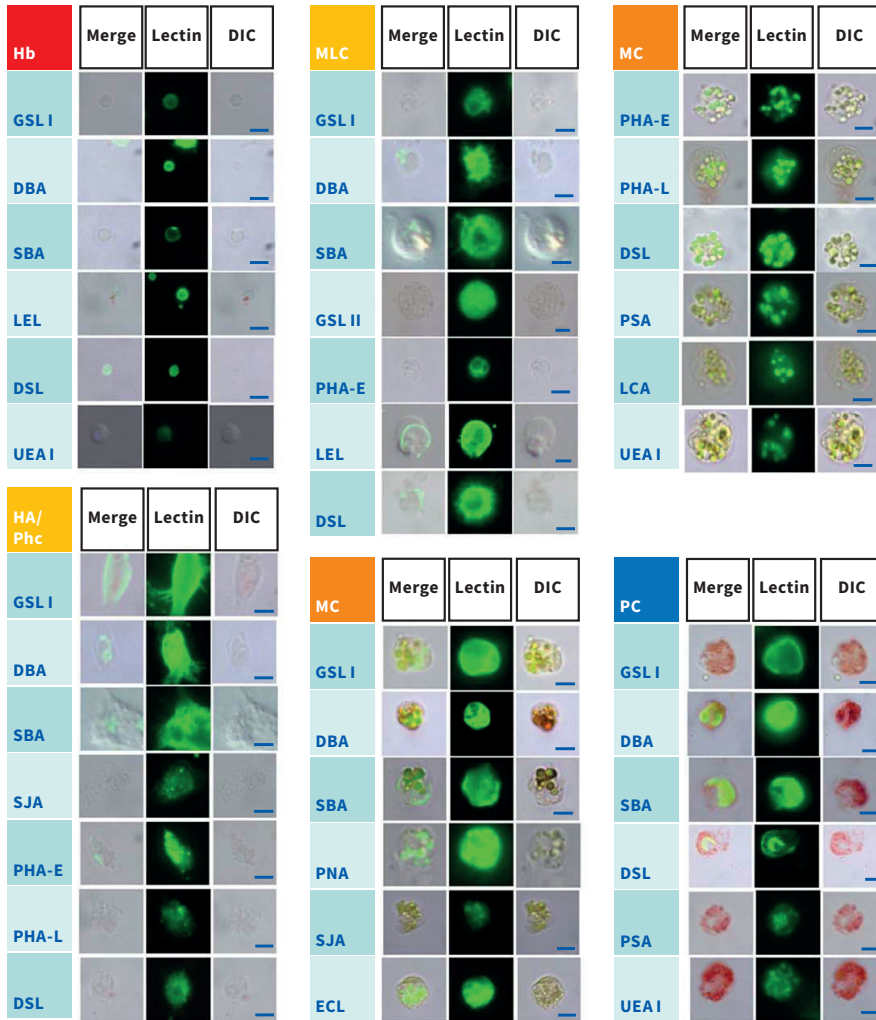 Hb
Merge
Lectin
DIC
GSL I
DBA
SBA
LEL
DSL
UEA I
HA/
Phc
Merge
Lectin
DIC
GSL I
DBA
SBA
SJA
PHA-E
PHA-L
DSL
MLC
Merge
Lectin
DIC
GSL I
DBA
SBA
GSL II
PHA-E
LEL
DSL
MC
Merge
Lectin
DIC
GSL I
DBA
SBA
PNA
SJA
ECL
MC
Merge
Lectin
DIC
PHA-E
PHA-L
DSL
PSA
LCA
UEA I
PC
Merge
Lectin
DIC
GSL I
DBA
SBA
DSL
PSA
UEA I